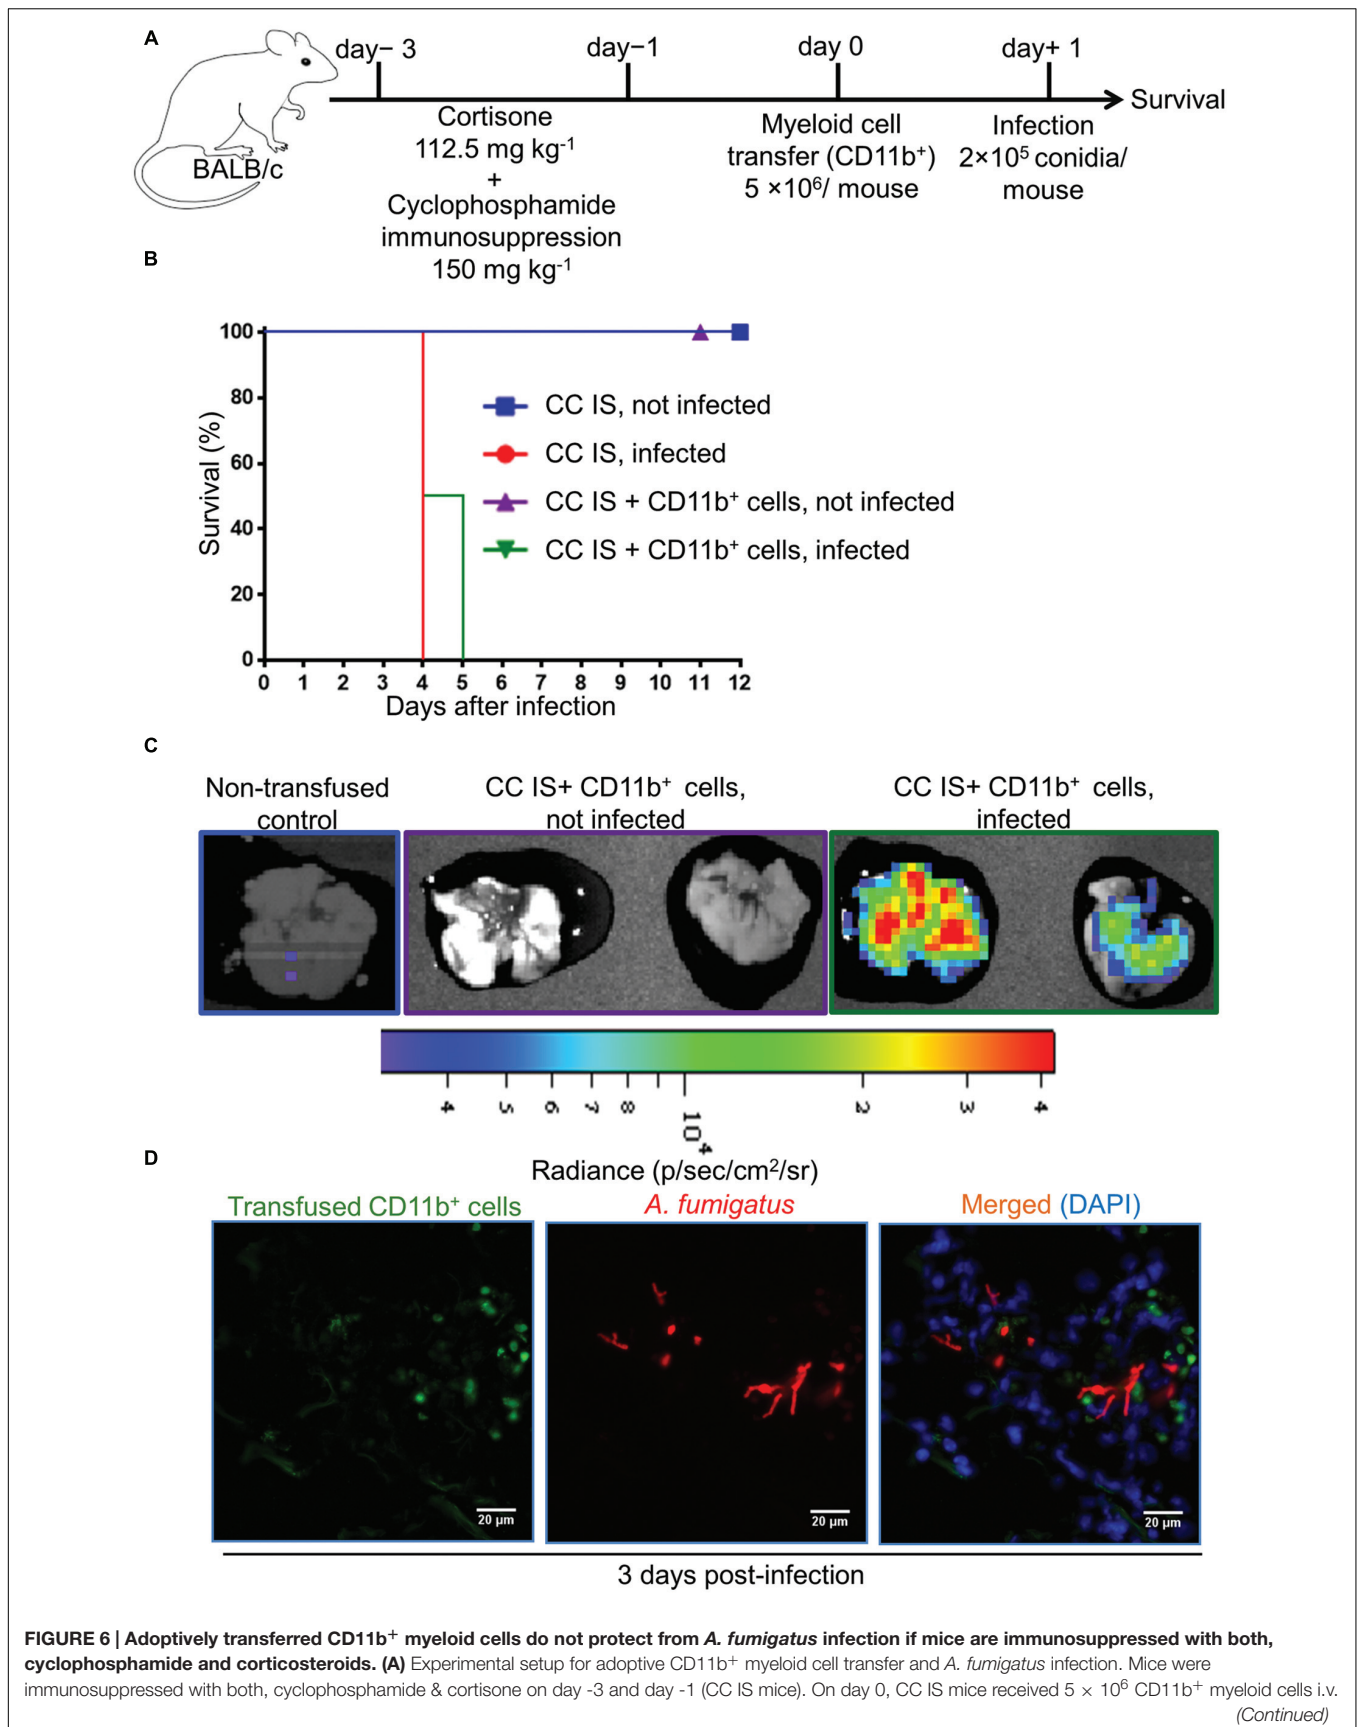 A
day− 3
day−1
day 0
day+ 1
Survival
BALB/c
Cortisone
112.5 mg kg⁻¹
+
Cyclophosphamide
immunosuppression
150 mg kg⁻¹
Myeloid cell
transfer (CD11b⁺)
5 ×10⁶/ mouse
Infection
2×10⁵ conidia/
mouse
B
Survival (%)
100
80
60
40
20
0
0 1 2 3 4 5 6 7 8 9 10 11 12
Days after infection
CC IS, not infected
CC IS, infected
CC IS + CD11b⁺ cells, not infected
CC IS + CD11b⁺ cells, infected
C
Non-transfused
control
CC IS+ CD11b⁺ cells,
not infected
CC IS+ CD11b⁺ cells,
infected
4 5 6 7 8 10⁴ 2 3 4
Radiance (p/sec/cm²/sr)
D
Transfused CD11b⁺ cells
A. fumigatus
Merged (DAPI)
20 µm
20 µm
20 µm
3 days post-infection
FIGURE 6 | Adoptively transferred CD11b⁺ myeloid cells do not protect from A. fumigatus infection if mice are immunosuppressed with both,
cyclophosphamide and corticosteroids. (A) Experimental setup for adoptive CD11b⁺ myeloid cell transfer and A. fumigatus infection. Mice were
immunosuppressed with both, cyclophosphamide & cortisone on day -3 and day -1 (CC IS mice). On day 0, CC IS mice received 5 × 10⁶ CD11b⁺ myeloid cells i.v.
(Continued)